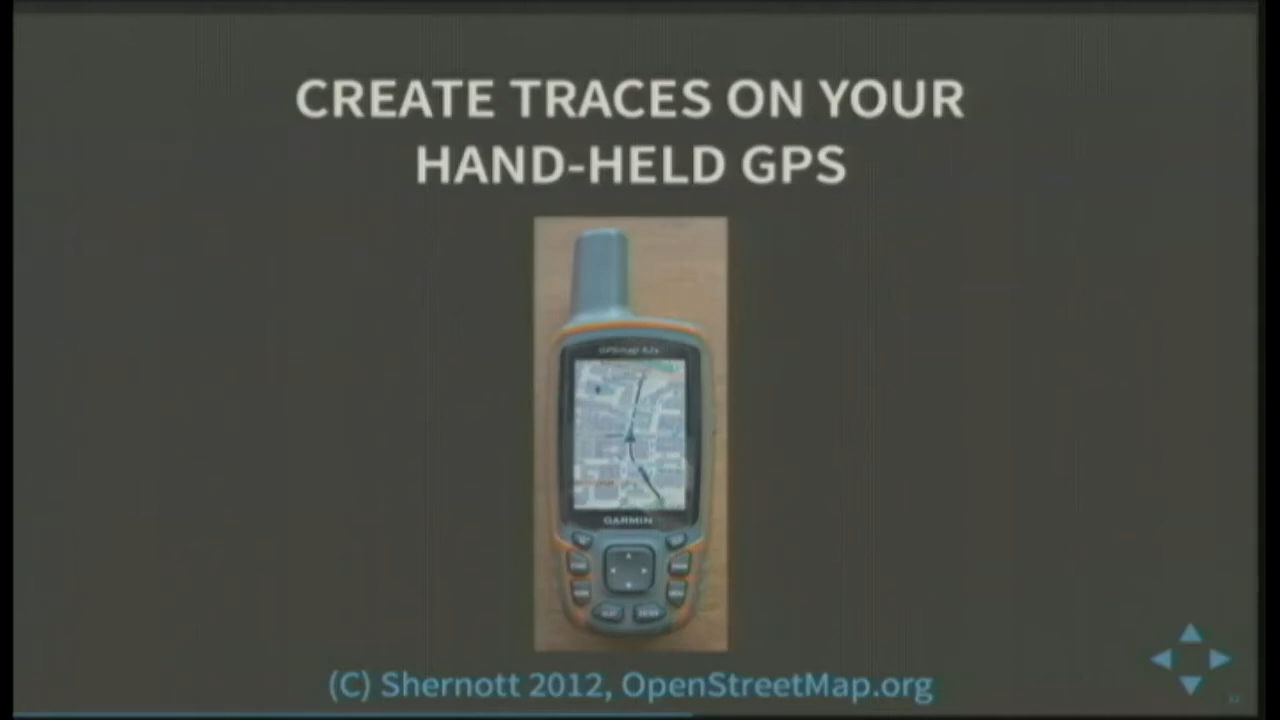 CREATE TRACES ON YOUR
HAND-HELD GPS
GARMIN
(C) Shernott 2012, OpenStreetMap.org